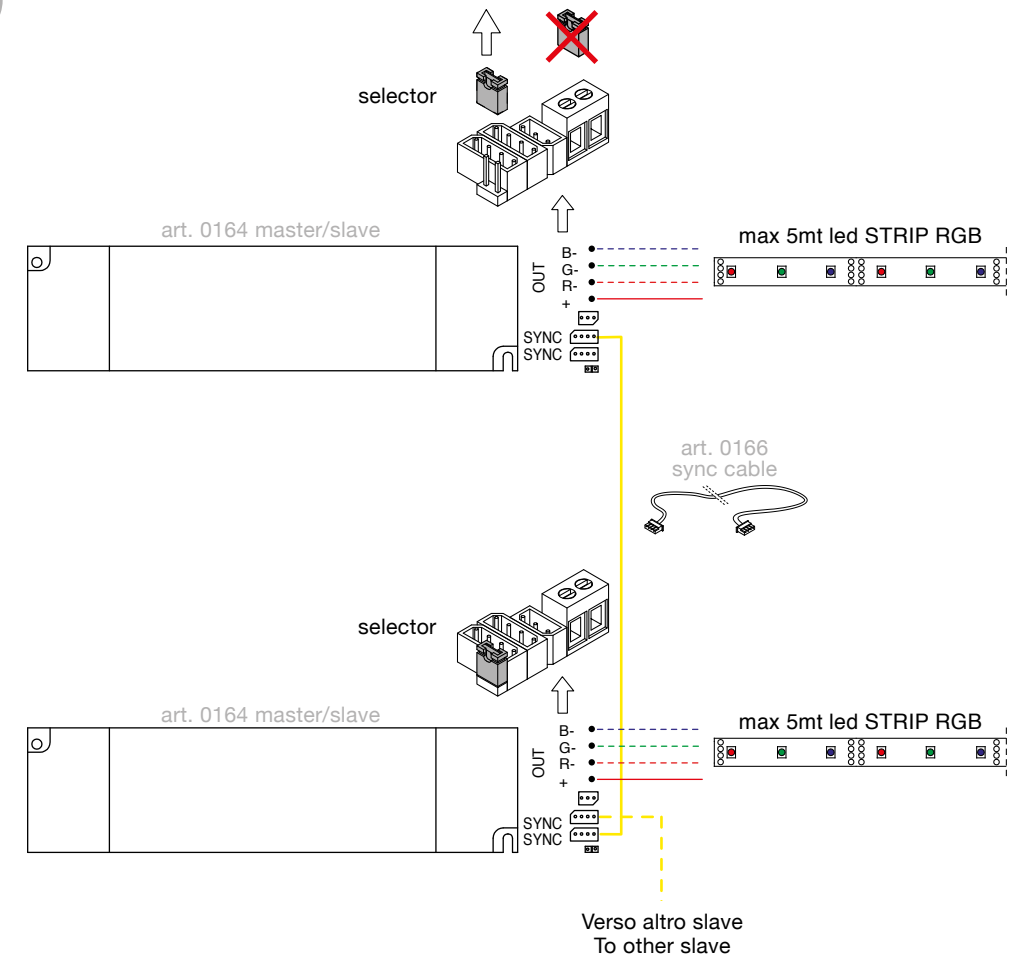 selector
art. 0164 master/slave
max 5mt led STRIP RGB
OUT
B-
G-
R-
+
SYNC
SYNC
art. 0166
sync cable
selector
art. 0164 master/slave
max 5mt led STRIP RGB
OUT
B-
G-
R-
+
SYNC
SYNC
Verso altro slave
To other slave